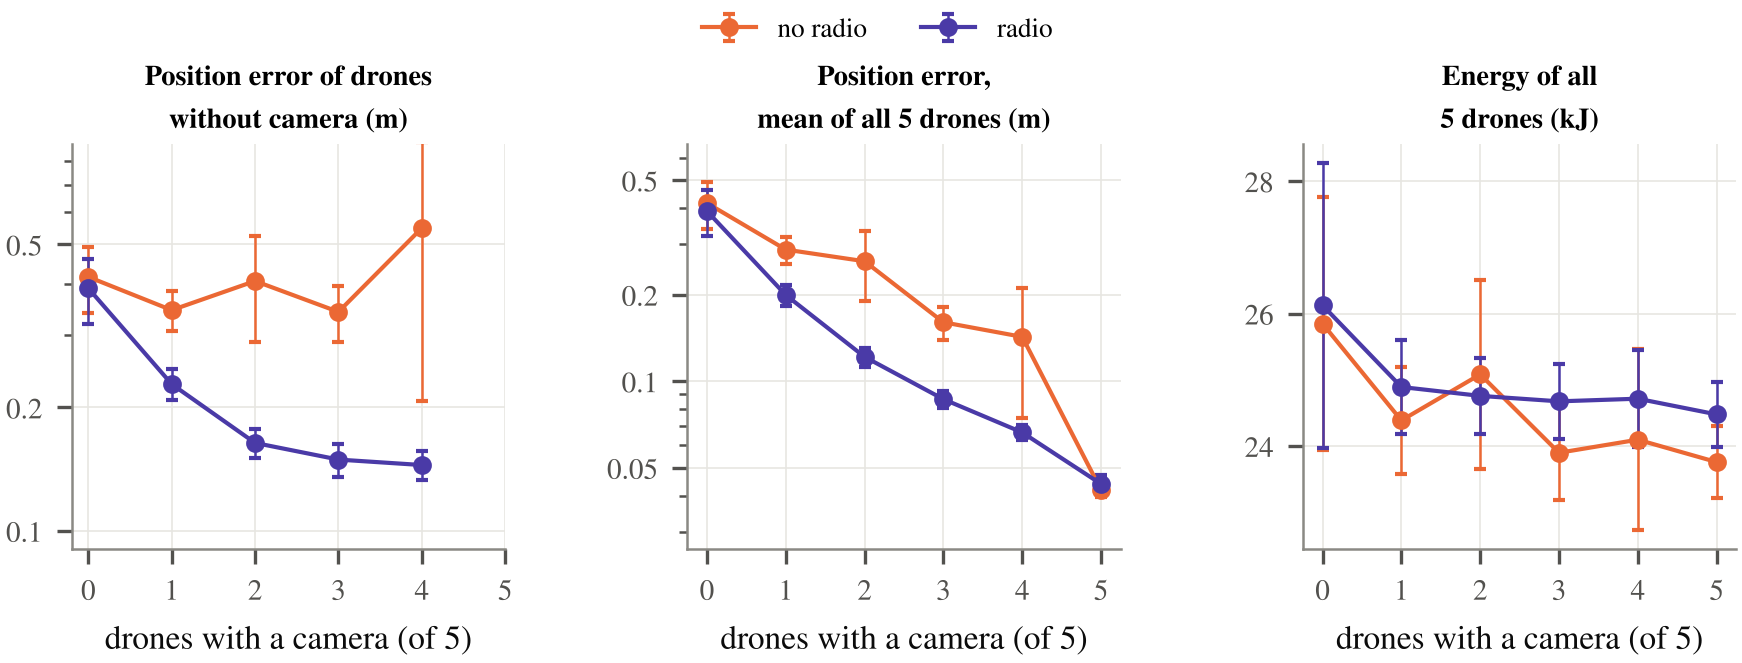 no radio radio
Position error of drones
without camera (m)
0.5
0.2
0.1
0 1 2 3 4 5
drones with a camera (of 5)
Position error,
mean of all 5 drones (m)
0.5
0.2
0.1
0.05
0 1 2 3 4 5
drones with a camera (of 5)
Energy of all
5 drones (kJ)
28
26
24
0 1 2 3 4 5
drones with a camera (of 5)